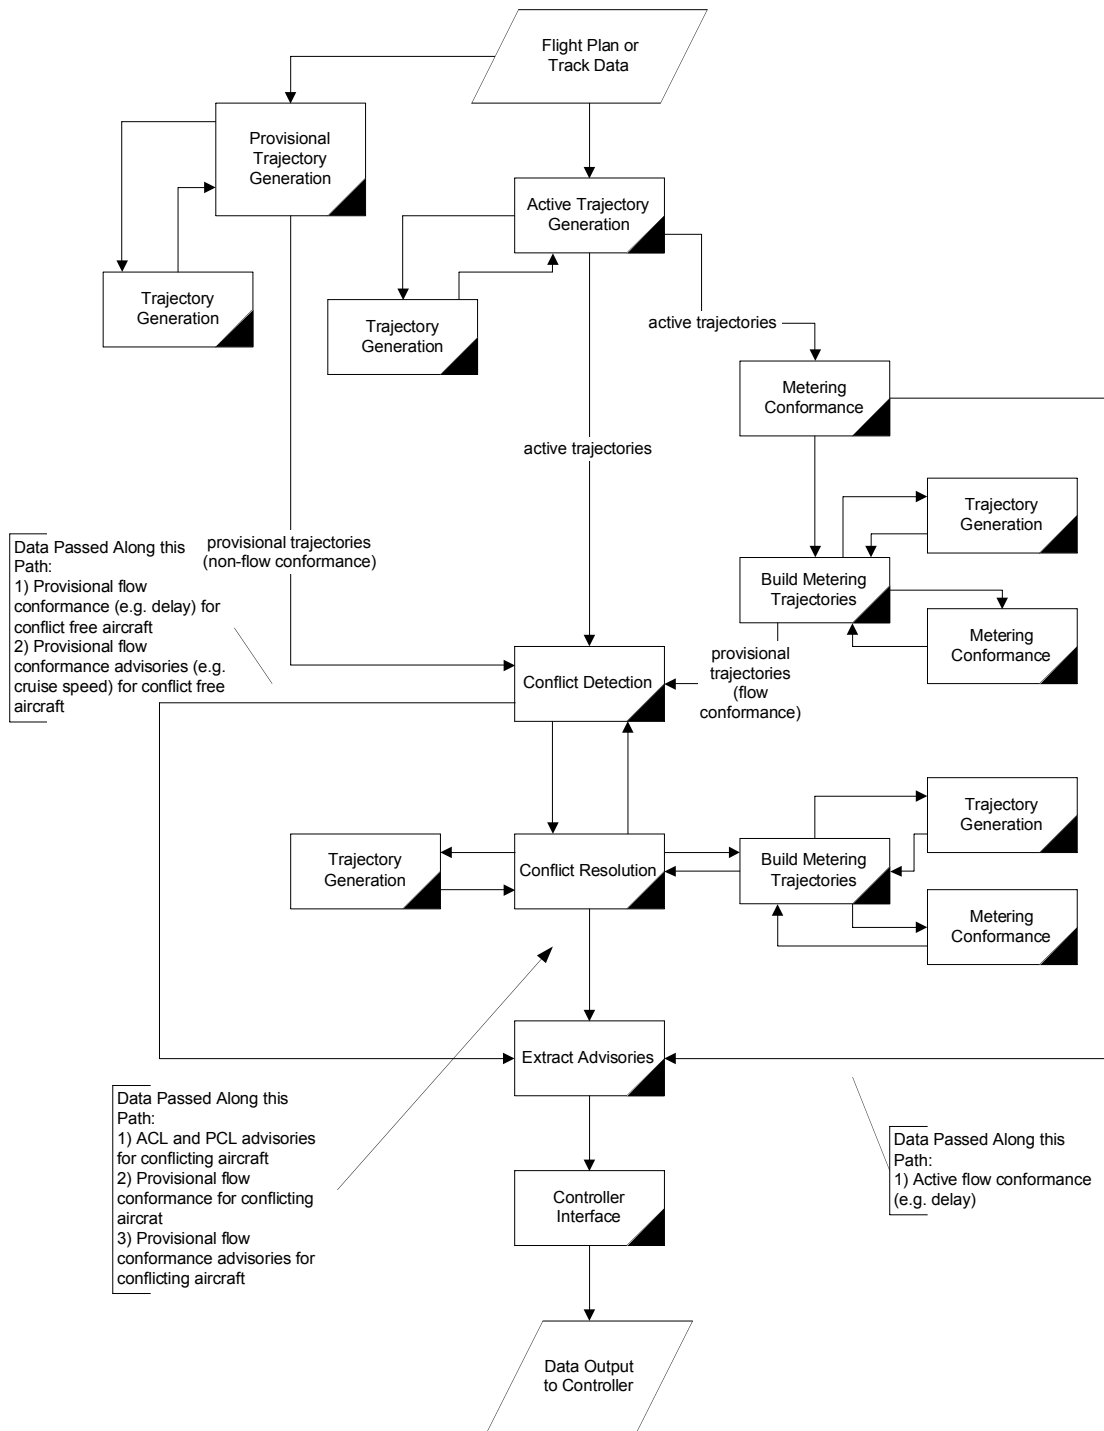 Flight Plan or
Track Data
Provisional
Trajectory
Generation
Active Trajectory
Generation
Trajectory
Generation
Trajectory
Generation
active trajectories
Metering
Conformance
active trajectories
Trajectory
Generation
Data Passed Along this
Path:
1) Provisional flow
conformance (e.g. delay) for
conflict free aircraft
2) Provisional flow
conformance advisories (e.g.
cruise speed) for conflict free
aircraft
provisional trajectories
(non-flow conformance)
Build Metering
Trajectories
Metering
Conformance
provisional
trajectories
(flow
conformance)
Conflict Detection
Trajectory
Generation
Trajectory
Generation
Conflict Resolution
Build Metering
Trajectories
Metering
Conformance
Extract Advisories
Data Passed Along this
Path:
1) ACL and PCL advisories
for conflicting aircraft
2) Provisional flow
conformance for conflicting
aircrat
3) Provisional flow
conformance advisories for
conflicting aircraft
Data Passed Along this
Path:
1) Active flow conformance
(e.g. delay)
Controller
Interface
Data Output
to Controller